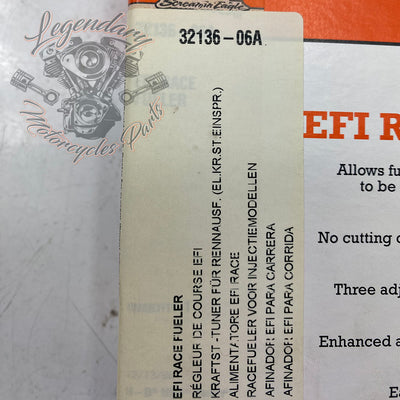 Legendary
Motorcycles Parts
Screamin Eagle
32136-06A
EFI RACE FUELER
RÉGLEUR DE COURSE EFI
KRAFTST.-TUNER FÜR RENNAUSF. (EL.KR.ST.EINSPR.)
ALIMENTATORE EFI RACE
RACEFUELER VOOR INJECTIEMODELLEN
AFINADOR EFI PARA CARRERA
AFINADOR EFI PARA CORRIDA
EFI R
Allows fu
to be
No cutting o
Three adj
Enhanced a
Ea